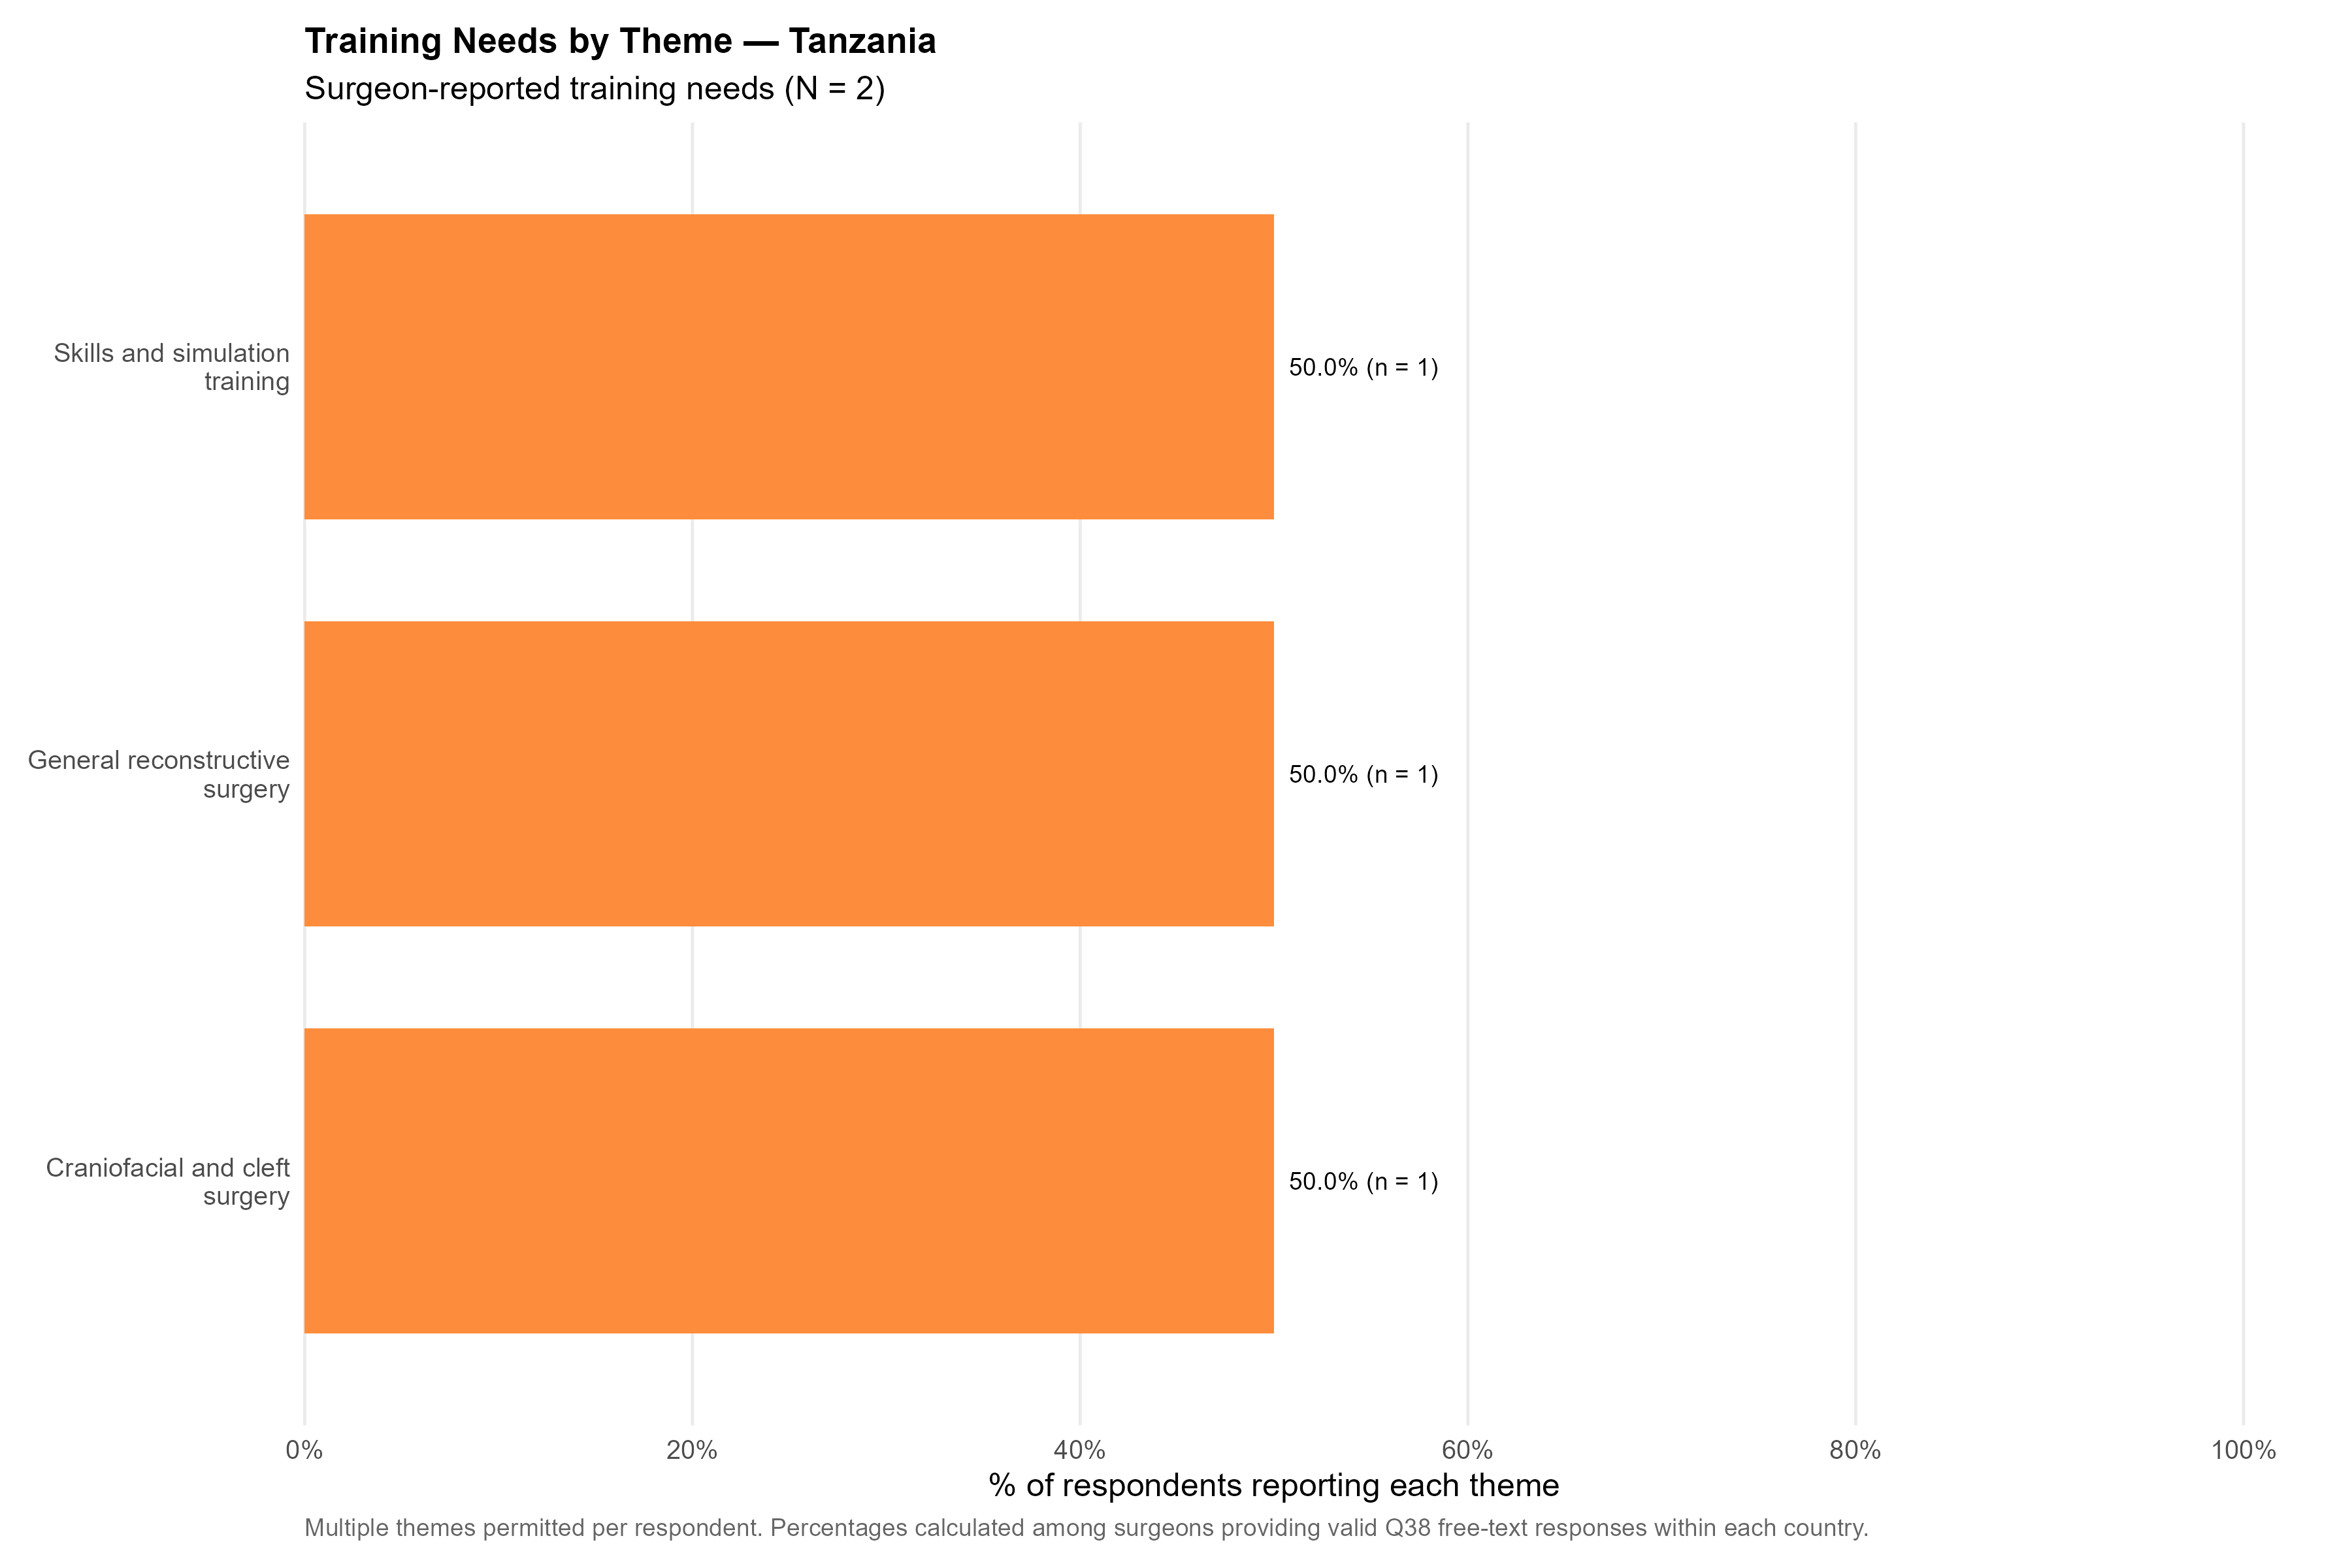 Training Needs by Theme — Tanzania
Surgeon-reported training needs (N = 2)
Skills and simulation
training
50.0% (n = 1)
General reconstructive
surgery
50.0% (n = 1)
Craniofacial and cleft
surgery
50.0% (n = 1)
0% 20% 40% 60% 80% 100%
% of respondents reporting each theme
Multiple themes permitted per respondent. Percentages calculated among surgeons providing valid Q38 free-text responses within each country.